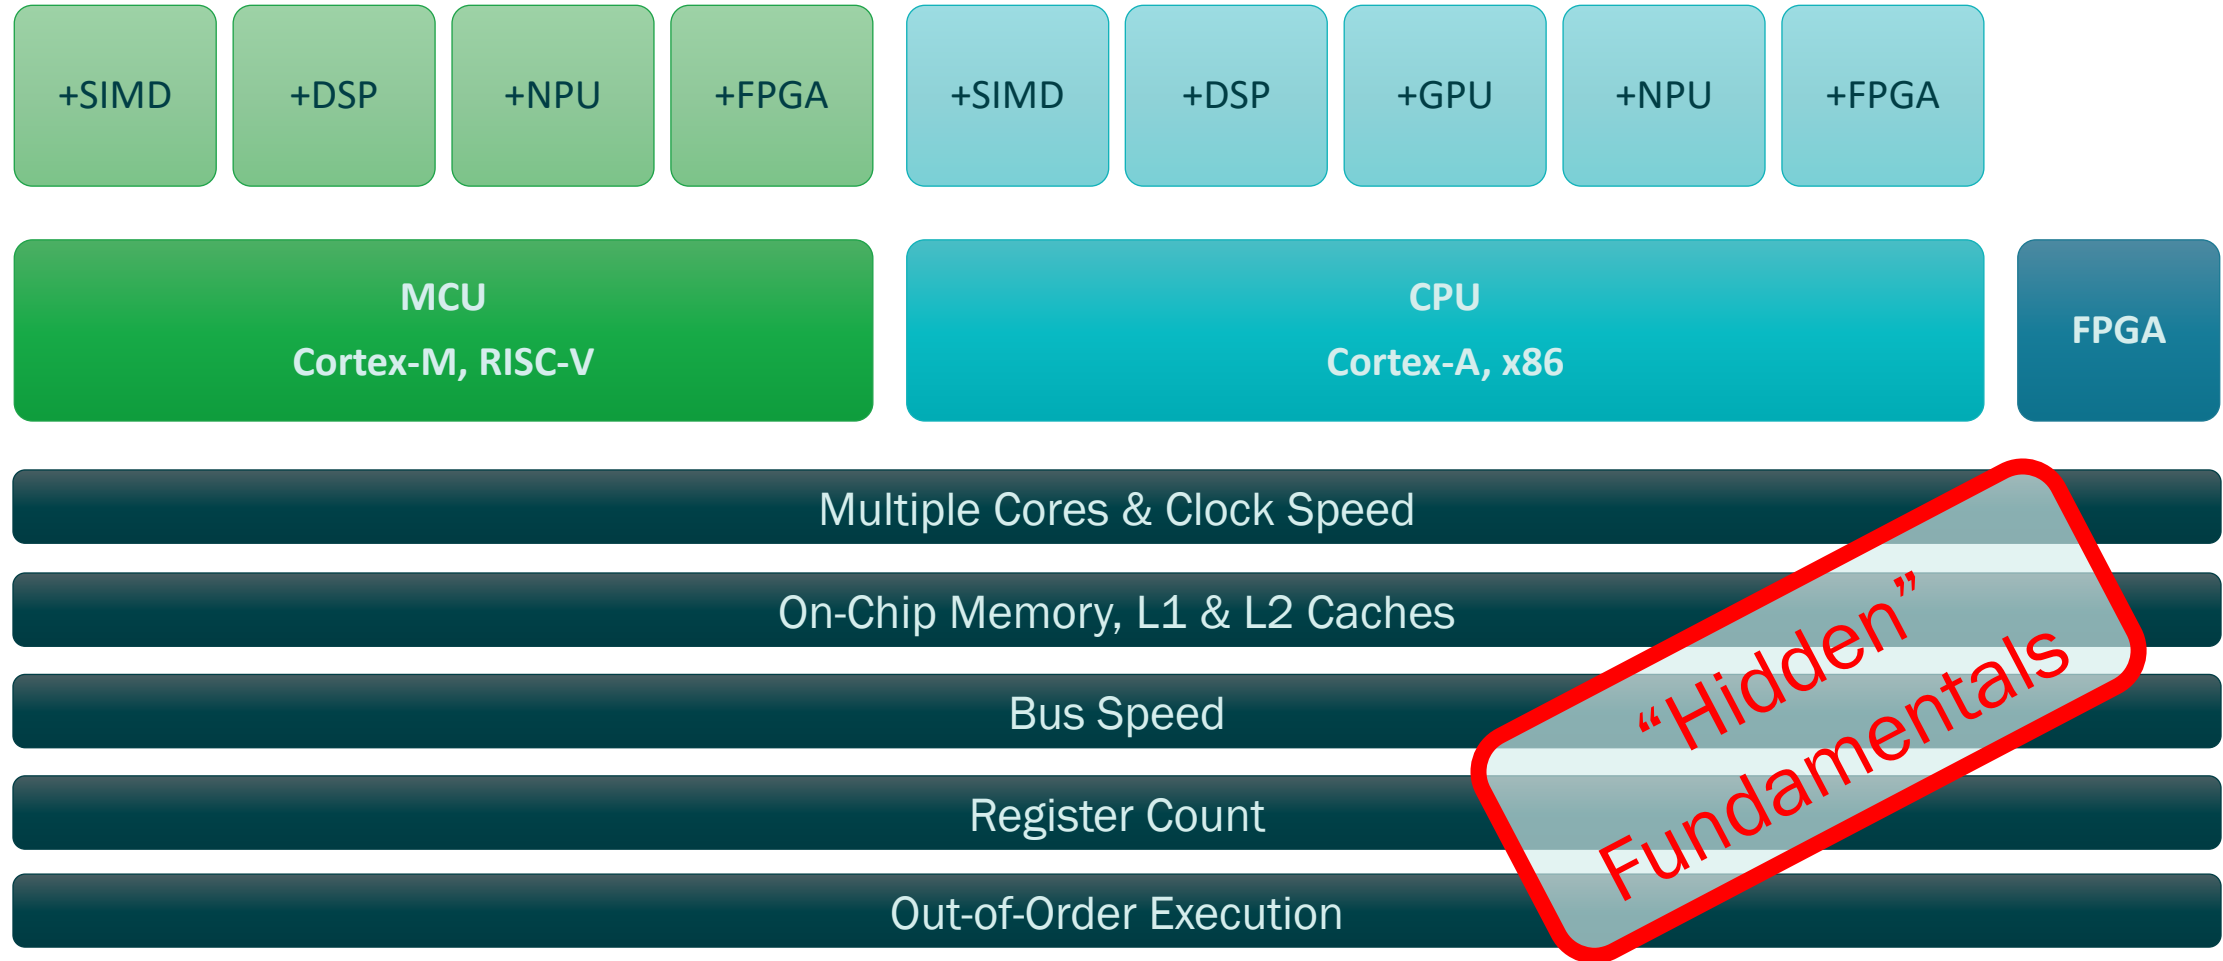 +SIMD
+DSP
+NPU
+FPGA
+SIMD
+DSP
+GPU
+NPU
+FPGA
MCU
Cortex-M, RISC-V
CPU
Cortex-A, x86
FPGA
Multiple Cores & Clock Speed
On-Chip Memory, L1 & L2 Caches
Bus Speed
Register Count
Out-of-Order Execution
“Hidden”
Fundamentals